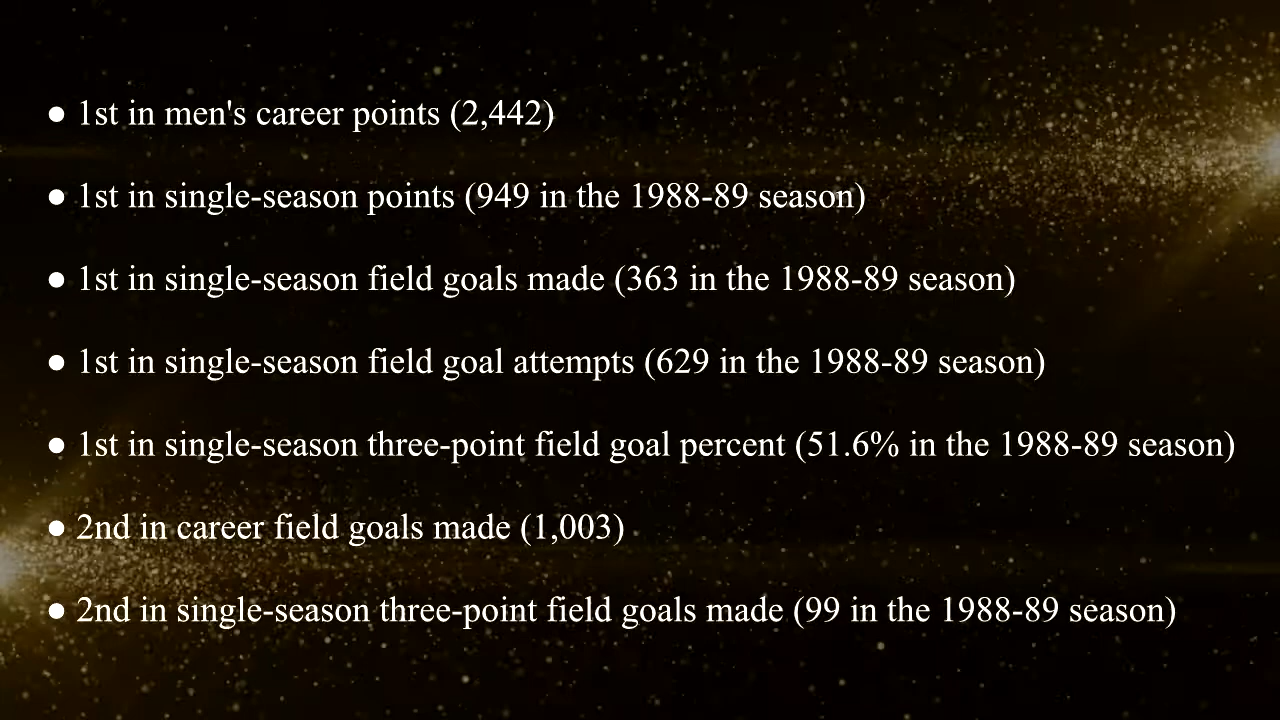 ● 1st in men's career points (2,442)
● 1st in single-season points (949 in the 1988-89 season)
● 1st in single-season field goals made (363 in the 1988-89 season)
● 1st in single-season field goal attempts (629 in the 1988-89 season)
● 1st in single-season three-point field goal percent (51.6% in the 1988-89 season)
● 2nd in career field goals made (1,003)
● 2nd in single-season three-point field goals made (99 in the 1988-89 season)